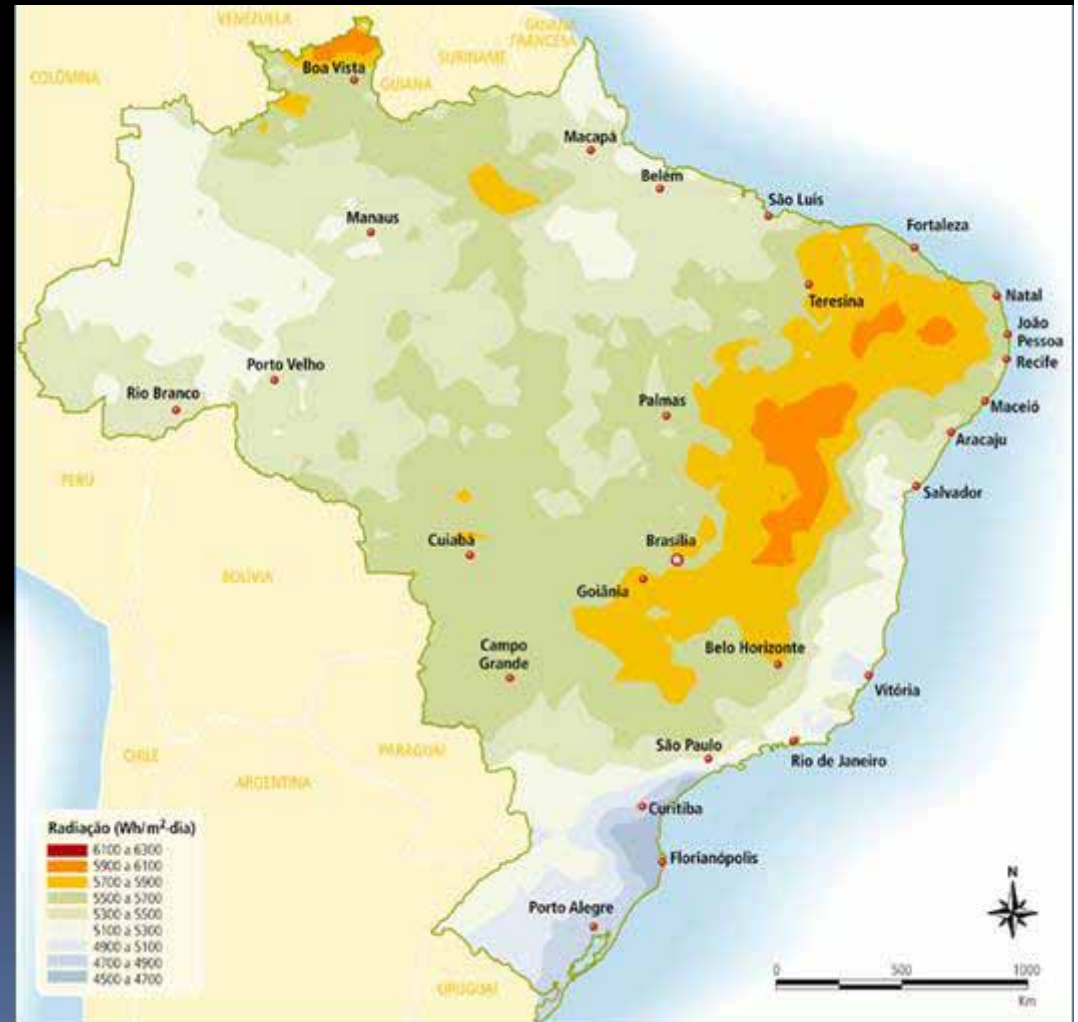 VENEZUELA
GUIANA
FRANCESA
SURINAME
COLÔMBIA
GUIANA
Boa Vista
Macapá
Belém
São Luís
Manaus
Fortaleza
Teresina
Natal
João
Pessoa
Recife
Porto Velho
Rio Branco
Palmas
Maceió
Aracaju
PERU
Salvador
Cuiabá
Brasília
BOLÍVIA
Goiânia
Campo
Grande
Belo Horizonte
Vitória
CHILE
PARAGUAI
São Paulo
Rio de Janeiro
ARGENTINA
Curitiba
Radiação (Wh/m²·dia)
6100 a 6300
5900 a 6100
5700 a 5900
5500 a 5700
5300 a 5500
5100 a 5300
4900 a 5100
4700 a 4900
4500 a 4700
Florianópolis
Porto Alegre
N
URUGUAI
0 500 1000
Km